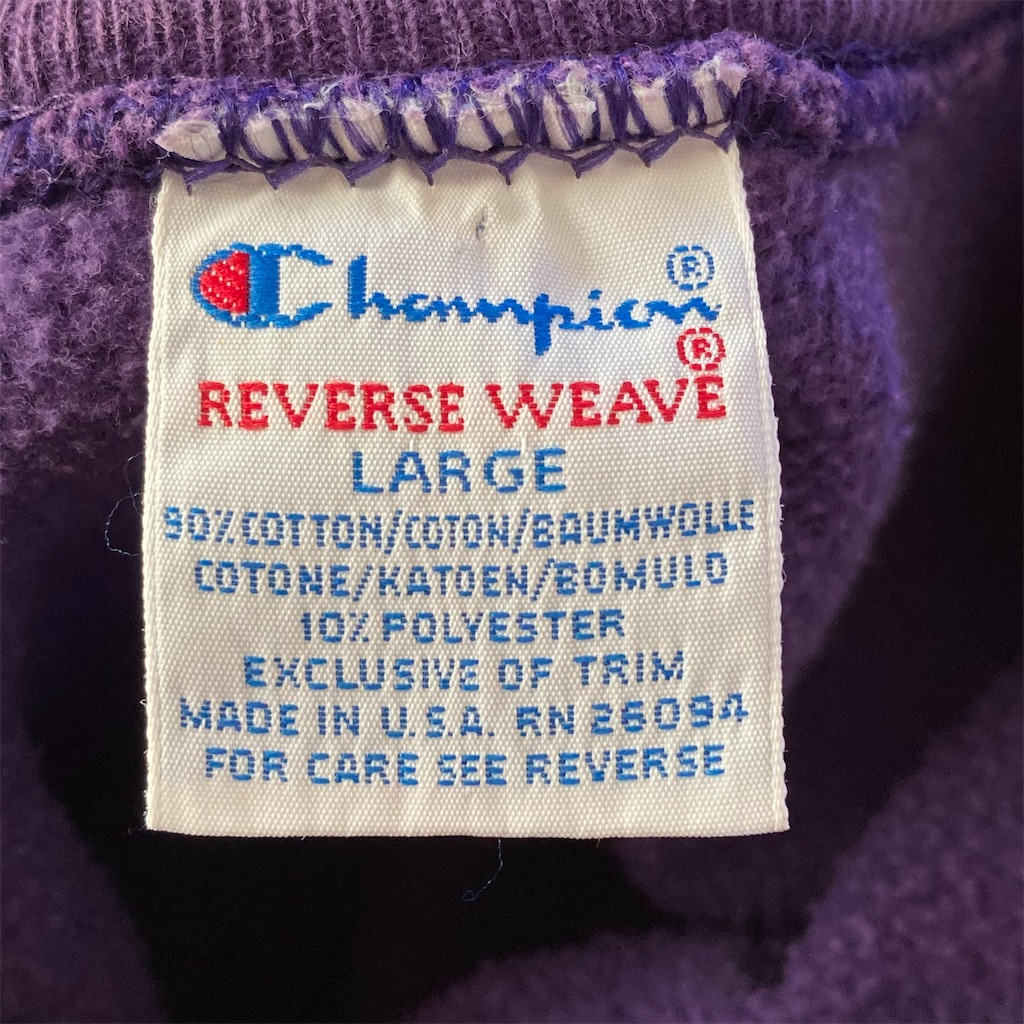 Champion®
REVERSE WEAVE®
LARGE
90% COTTON/COTON/BAUMWOLLE
COTONE/KATOEN/BOMULD
10% POLYESTER
EXCLUSIVE OF TRIM
MADE IN U.S.A. RN 26094
FOR CARE SEE REVERSE